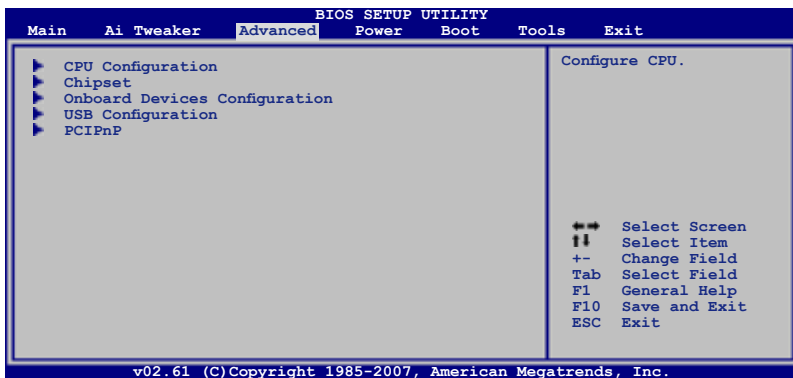 BIOS SETUP UTILITY
Main Ai Tweaker Advanced Power Boot Tools Exit
CPU Configuration
Chipset
Onboard Devices Configuration
USB Configuration
PCIPnP
Configure CPU.
←→ Select Screen
↑↓ Select Item
+- Change Field
Tab Select Field
F1 General Help
F10 Save and Exit
ESC Exit
v02.61 (C)Copyright 1985-2007, American Megatrends, Inc.